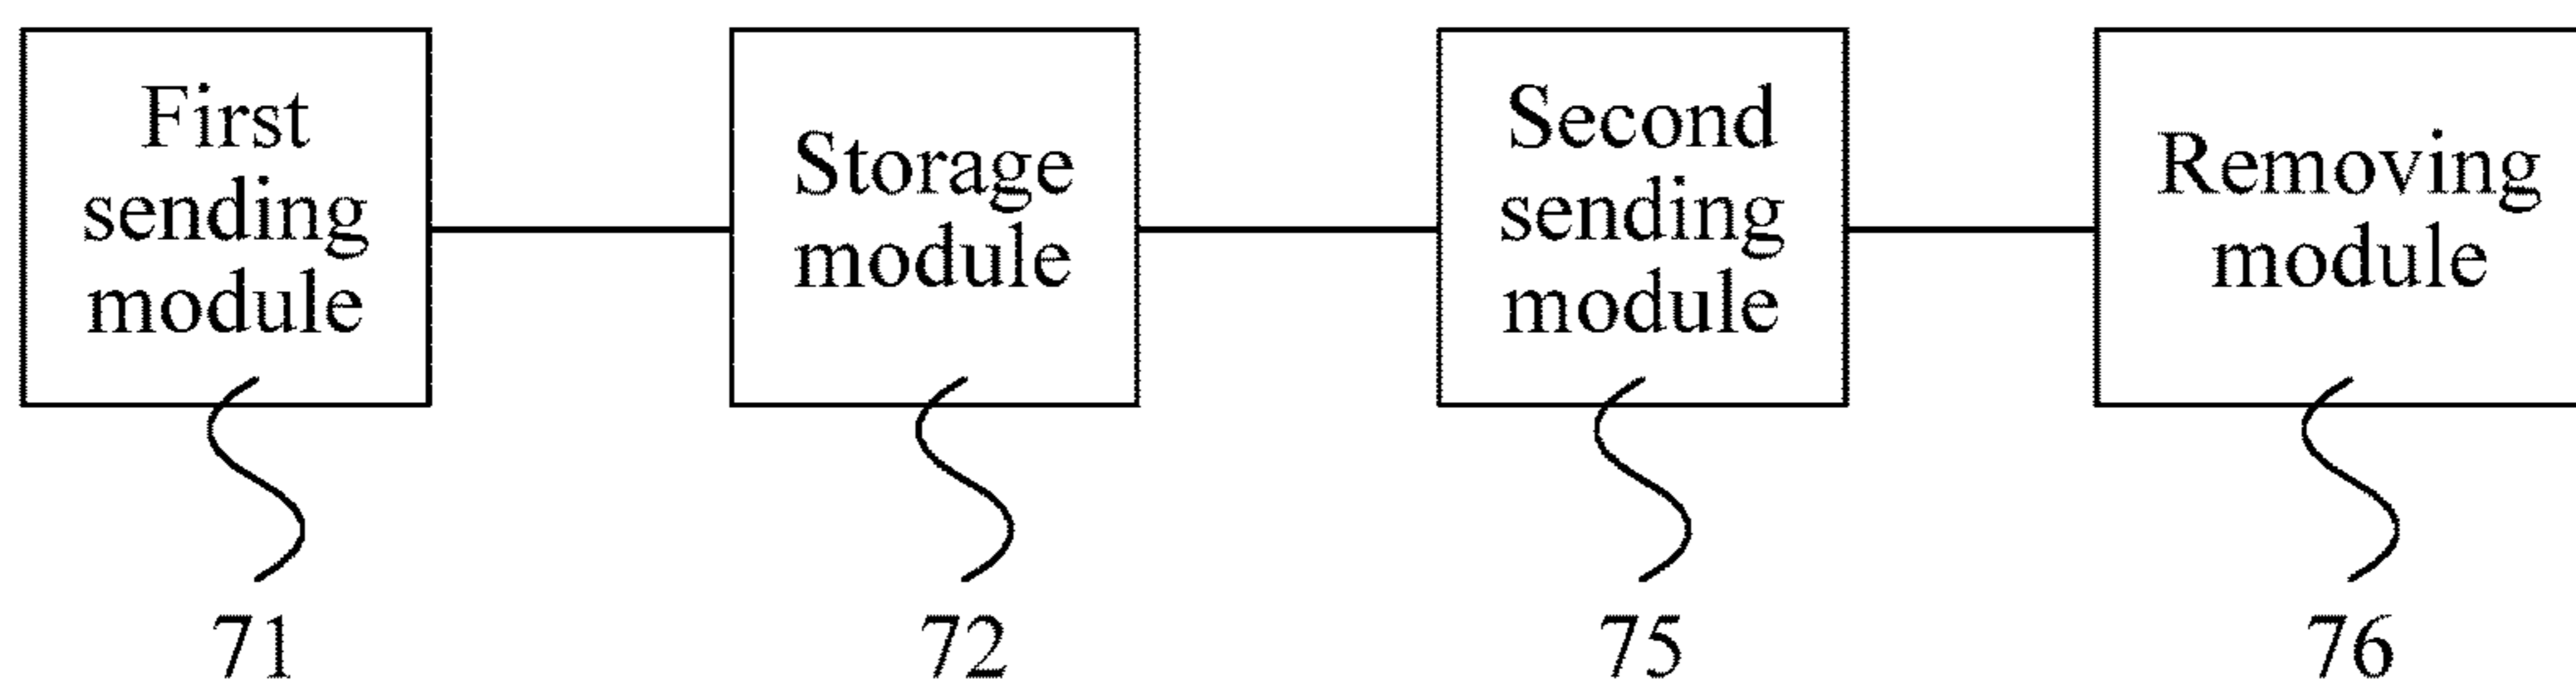 First
sending
module
Storage
module
Second
sending
module
Removing
module
71
72
75
76